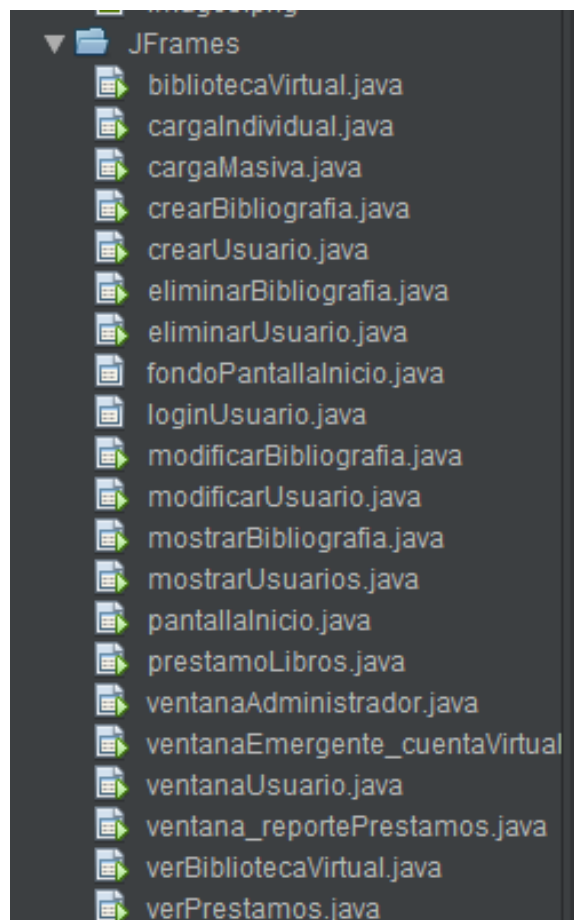 images.png
JFrames
bibliotecaVirtual.java
cargaIndividual.java
cargaMasiva.java
crearBibliografia.java
crearUsuario.java
eliminarBibliografia.java
eliminarUsuario.java
fondoPantallaInicio.java
loginUsuario.java
modificarBibliografia.java
modificarUsuario.java
mostrarBibliografia.java
mostrarUsuarios.java
pantallaInicio.java
prestamoLibros.java
ventanaAdministrador.java
ventanaEmergente_cuentaVirtual
ventanaUsuario.java
ventana_reportePrestamos.java
verBibliotecaVirtual.java
verPrestamos.java